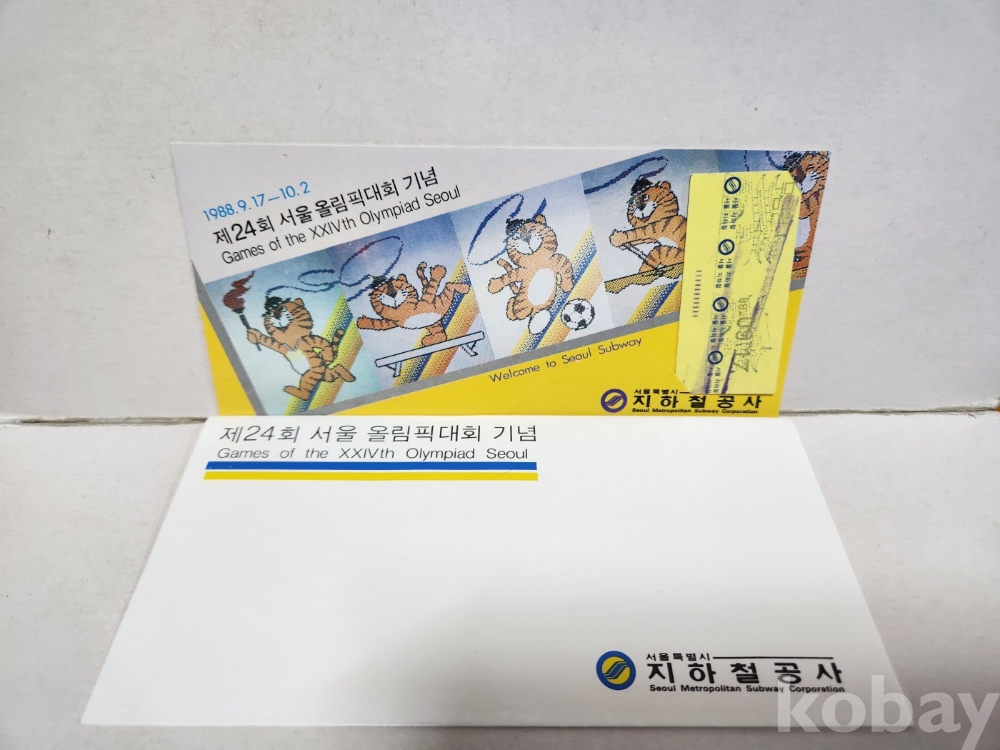 1988.9.17-10.2
제24회 서울 올림픽대회 기념
Games of the XXIVth Olympiad Seoul
Welcome to Seoul Subway
서울특별시
지하철공사
Seoul Metropolitan Subway Corporation
제24회 서울 올림픽대회 기념
Games of the XXIVth Olympiad Seoul
서울특별시
지하철공사
Seoul Metropolitan Subway Corporation
kobay